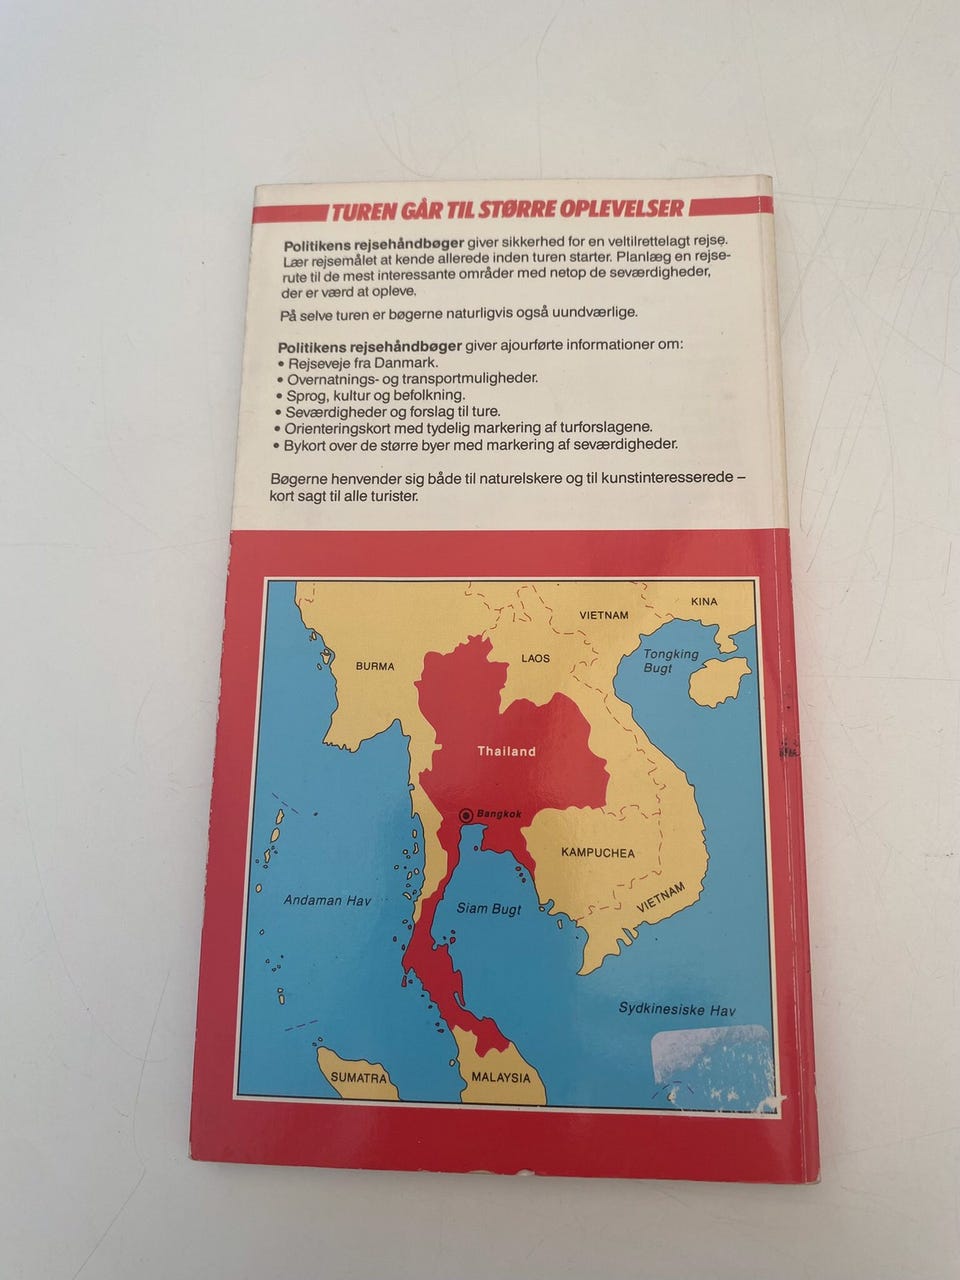 TUREN GÅR TIL STØRRE OPLEVELSER
Politikens rejsehåndbøger giver sikkerhed for en veltilrettelagt rejse.
Lær rejsemålet at kende allerede inden turen starter. Planlæg en rejse-
rute til de mest interessante områder med netop de seværdigheder,
der er værd at opleve.
På selve turen er bøgerne naturligvis også uundværlige.
Politikens rejsehåndbøger giver ajourførte informationer om:
• Rejseveje fra Danmark.
• Overnatnings- og transportmuligheder.
• Sprog, kultur og befolkning.
• Seværdigheder og forslag til ture.
• Orienteringskort med tydelig markering af turforslagene.
• Bykort over de større byer med markering af seværdigheder.
Bøgerne henvender sig både til naturelskere og til kunstinteresserede –
kort sagt til alle turister.
KINA
VIETNAM
Tongking
Bugt
LAOS
BURMA
Thailand
Bangkok
KAMPUCHEA
VIETNAM
Andaman Hav
Siam Bugt
Sydkinesiske Hav
SUMATRA
MALAYSIA